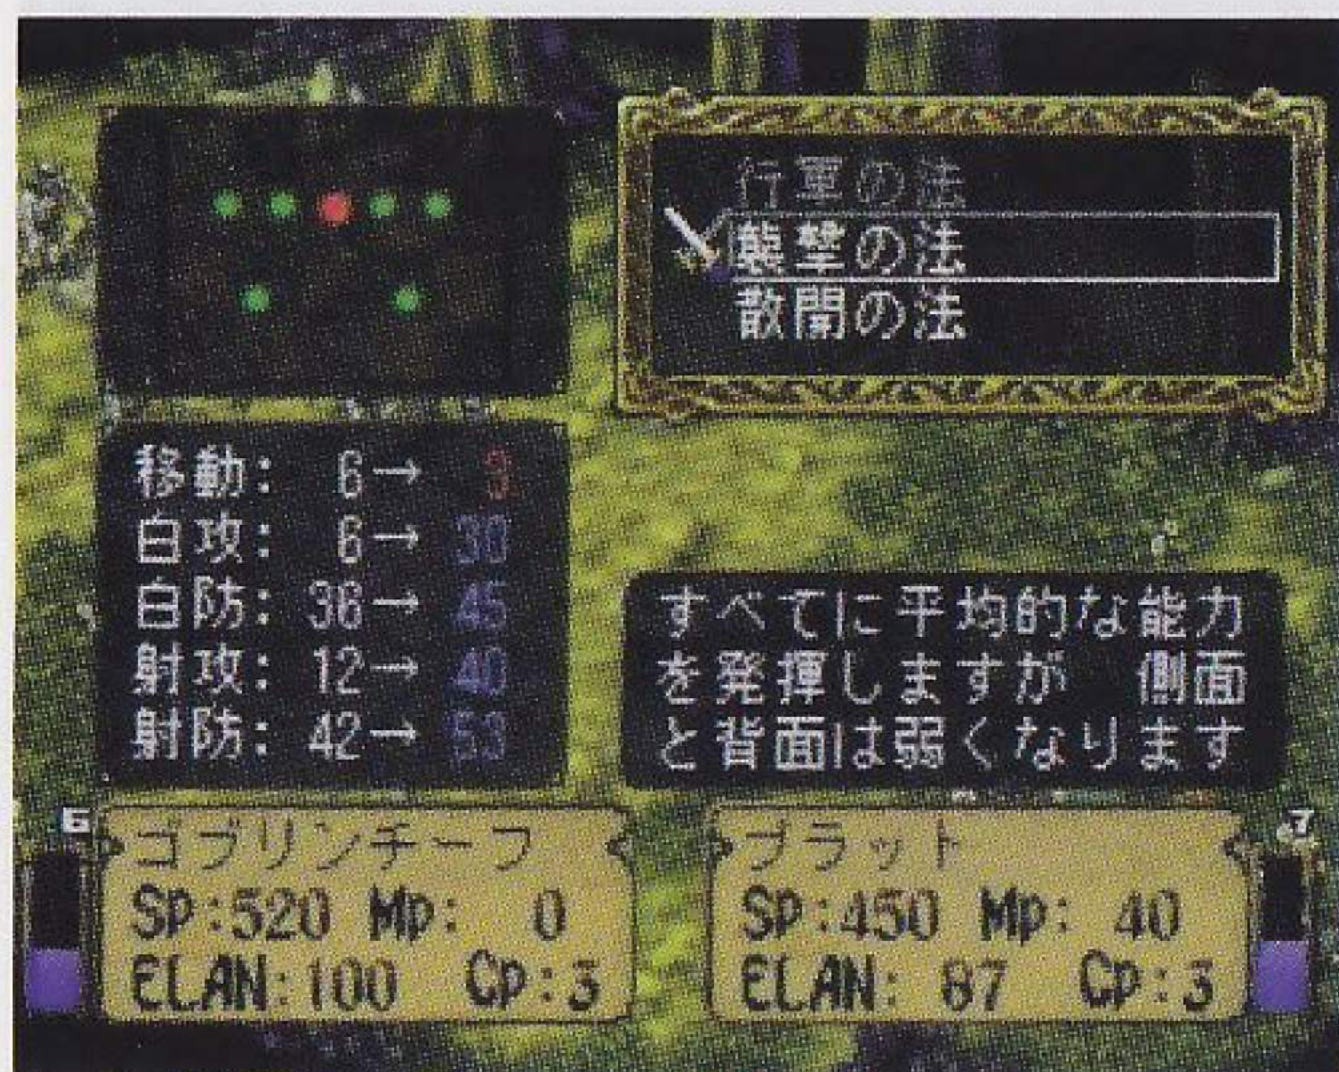 行軍の法
襲撃の法
散開の法
移動: 6→ 3
白攻: 6→ 30
白防: 36→ 45
射攻: 12→ 40
射防: 42→ 53
すべてに平均的な能力
を発揮しますが 側面
と背面は弱くなります
6
ゴブリンチーフ
SP:520 MP: 0
ELAN:100 CP:3
ブラット
7
SP:450 MP: 40
ELAN: 87 CP:3